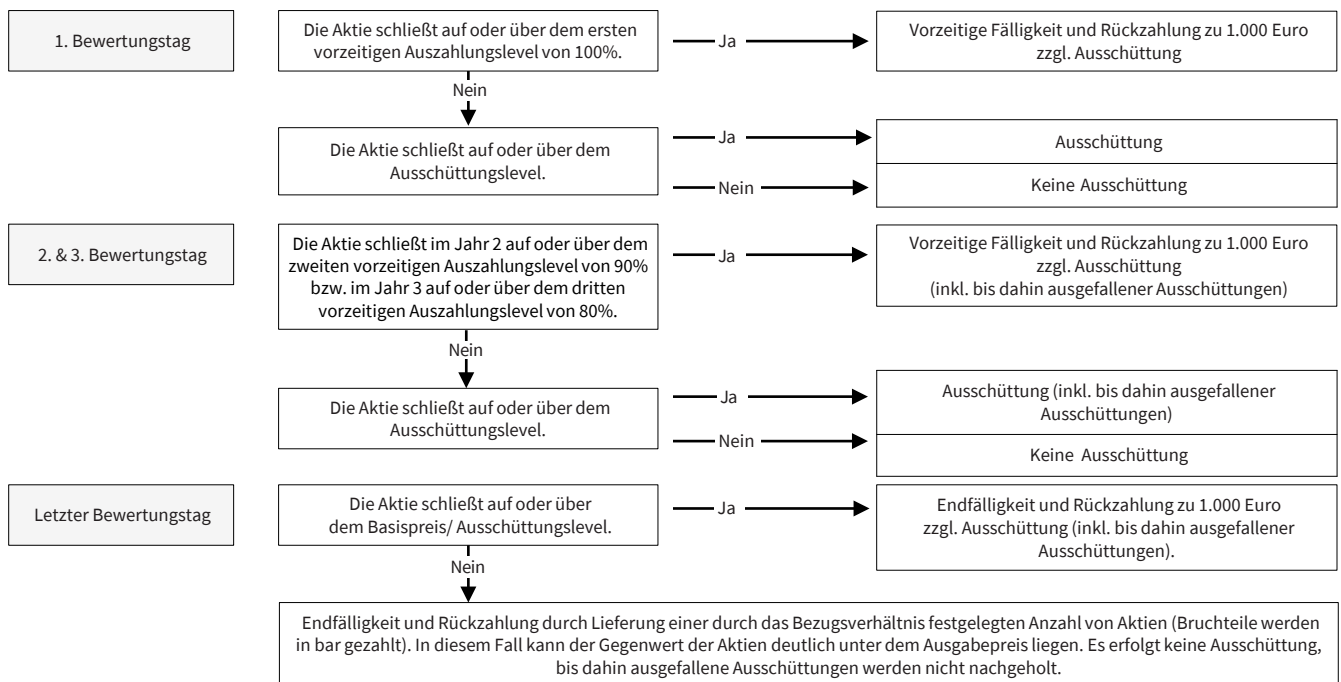 1. Bewertungstag
Die Aktie schließt auf oder über dem ersten
vorzeitigen Auszahlungslevel von 100%.
Ja
Vorzeitige Fälligkeit und Rückzahlung zu 1.000 Euro
zzgl. Ausschüttung
Nein
Die Aktie schließt auf oder über dem
Ausschüttungslevel.
Ja
Ausschüttung
Nein
Keine Ausschüttung
2. & 3. Bewertungstag
Die Aktie schließt im Jahr 2 auf oder über dem
zweiten vorzeitigen Auszahlungslevel von 90%
bzw. im Jahr 3 auf oder über dem dritten
vorzeitigen Auszahlungslevel von 80%.
Ja
Vorzeitige Fälligkeit und Rückzahlung zu 1.000 Euro
zzgl. Ausschüttung
(inkl. bis dahin ausgefallener Ausschüttungen)
Nein
Die Aktie schließt auf oder über dem
Ausschüttungslevel.
Ja
Ausschüttung (inkl. bis dahin ausgefallener
Ausschüttungen)
Nein
Keine Ausschüttung
Letzter Bewertungstag
Die Aktie schließt auf oder über
dem Basispreis/ Ausschüttungslevel.
Ja
Endfälligkeit und Rückzahlung zu 1.000 Euro
zzgl. Ausschüttung (inkl. bis dahin ausgefallener
Ausschüttungen).
Nein
Endfälligkeit und Rückzahlung durch Lieferung einer durch das Bezugsverhältnis festgelegten Anzahl von Aktien (Bruchteile werden
in bar gezahlt). In diesem Fall kann der Gegenwert der Aktien deutlich unter dem Ausgabepreis liegen. Es erfolgt keine Ausschüttung,
bis dahin ausgefallene Ausschüttungen werden nicht nachgeholt.